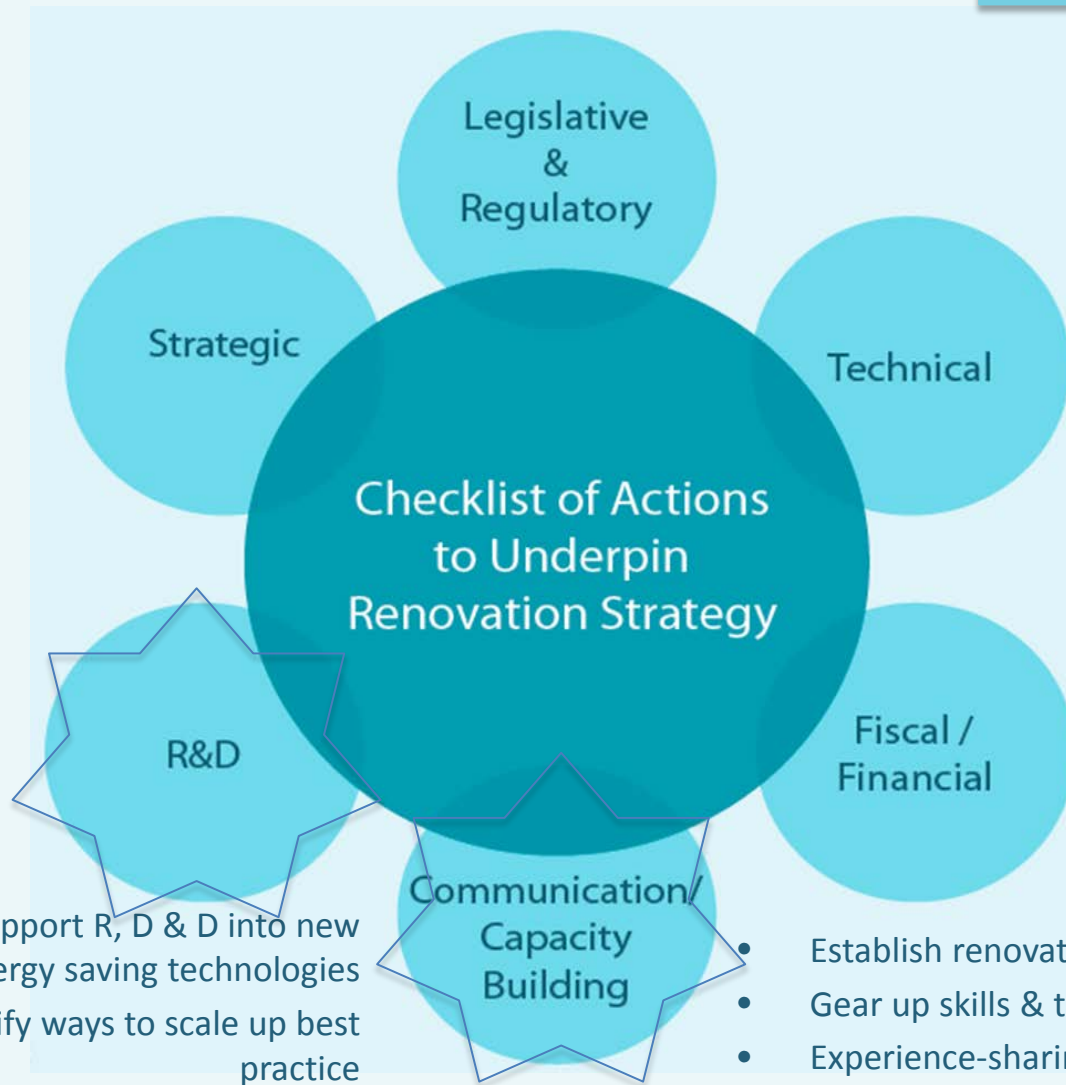 Legislative
&
Regulatory
Strategic
Technical
Checklist of Actions
to Underpin
Renovation Strategy
R&D
Fiscal /
Financial
Communication/
Capacity
Building
pport R, D & D into new
ergy saving technologies
ify ways to scale up best
practice
• Establish renovat
• Gear up skills & t
• Experience-sharin